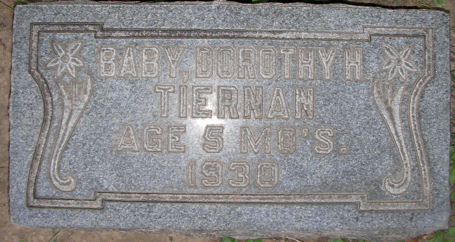 BABY, DOROTHY H.
TIERNAN
AGE 5 MO'S.
1930